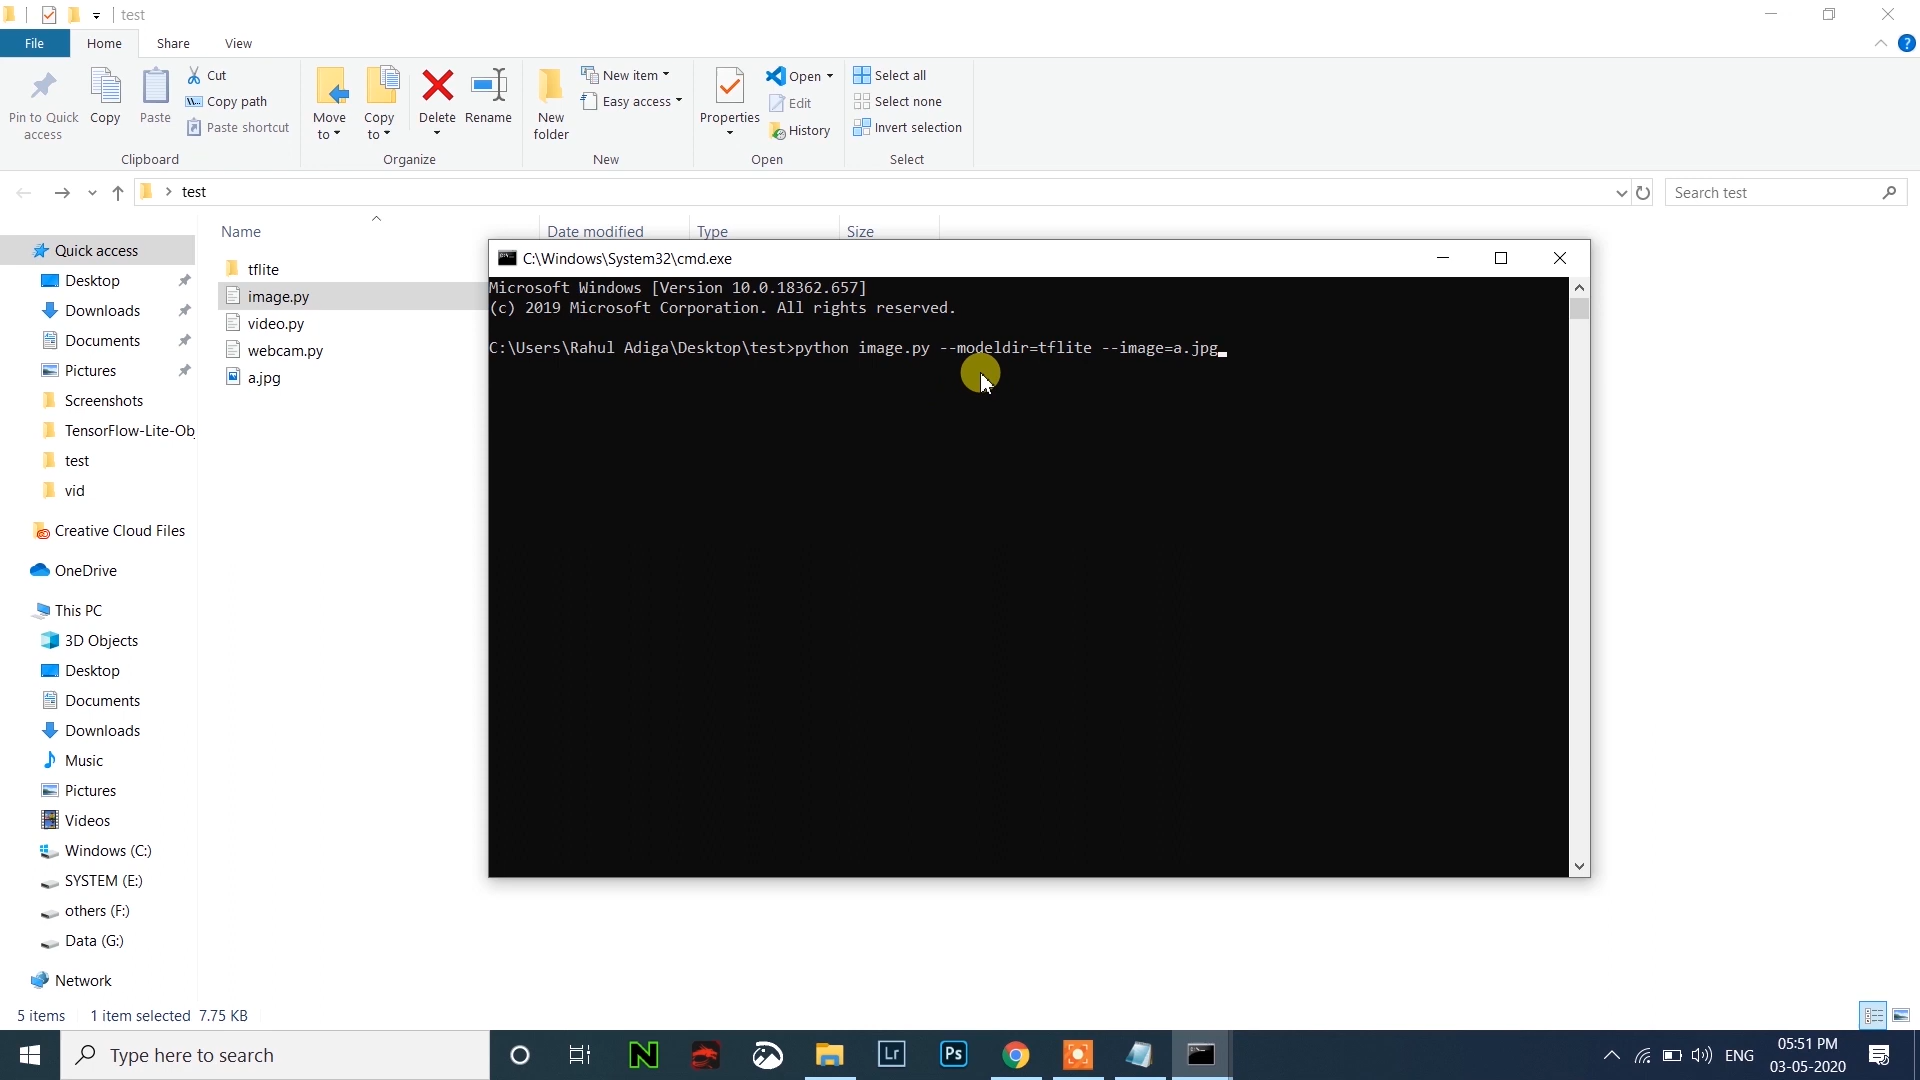 test
File
Home
Share
View
Pin to Quick access
Copy
Paste
Cut
Copy path
Paste shortcut
Clipboard
Move to
Copy to
Delete
Rename
Organize
New folder
New item
Easy access
New
Properties
Open
Edit
History
Open
Select all
Select none
Invert selection
Select
test
Search test
Name
Date modified
Type
Size
Quick access
Desktop
Downloads
Documents
Pictures
Screenshots
TensorFlow-Lite-Ob
test
vid
Creative Cloud Files
OneDrive
This PC
3D Objects
Desktop
Documents
Downloads
Music
Pictures
Videos
Windows (C:)
SYSTEM (E:)
others (F:)
Data (G:)
Network
tflite
image.py
video.py
webcam.py
a.jpg
C:\Windows\System32\cmd.exe
Microsoft Windows [Version 10.0.18362.657]
(c) 2019 Microsoft Corporation. All rights reserved.
C:\Users\Rahul Adiga\Desktop\test>python image.py --modeldir=tflite --image=a.jpg
5 items 1 item selected 7.75 KB
Type here to search
Lr
Ps
ENG
05:51 PM
03-05-2020